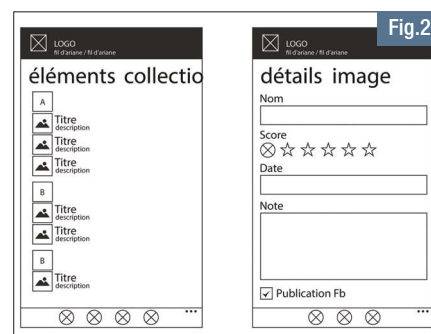 Fig.2
LOGO
fil d'ariane / fil d'ariane
éléments collectio
A
Titre
description
Titre
description
Titre
description
B
Titre
description
Titre
description
B
Titre
description
...
LOGO
fil d'ariane / fil d'ariane
détails image
Nom
Score
Date
Note
Publication Fb
...